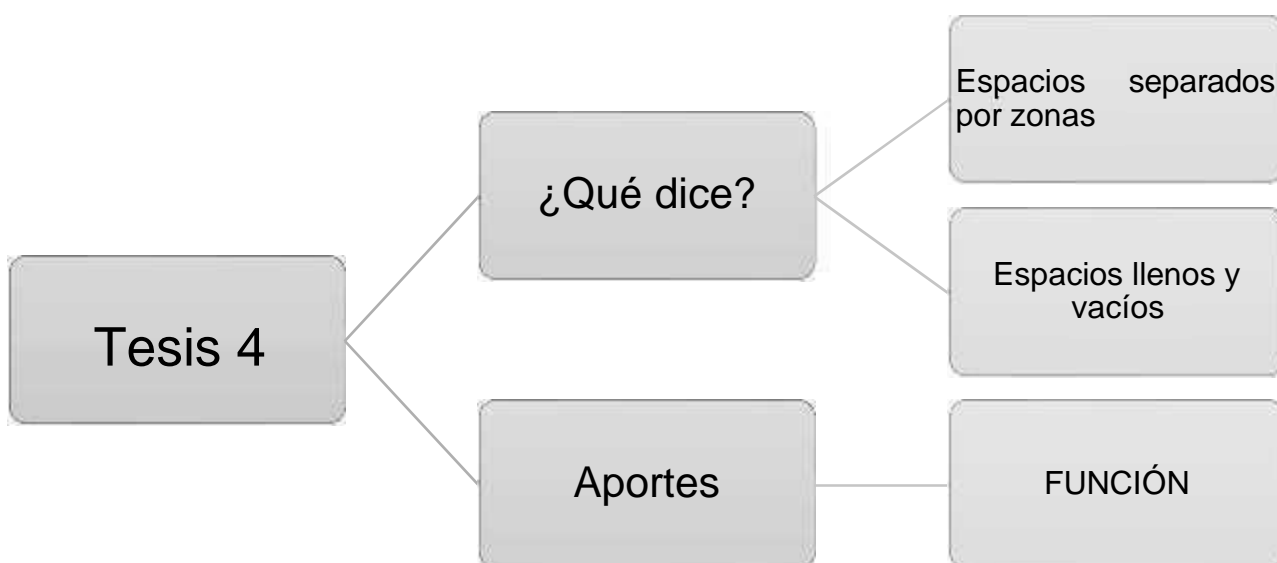 Tesis 4
¿Qué dice?
Espacios separados
por zonas
Espacios llenos y
vacíos
Aportes
FUNCIÓN